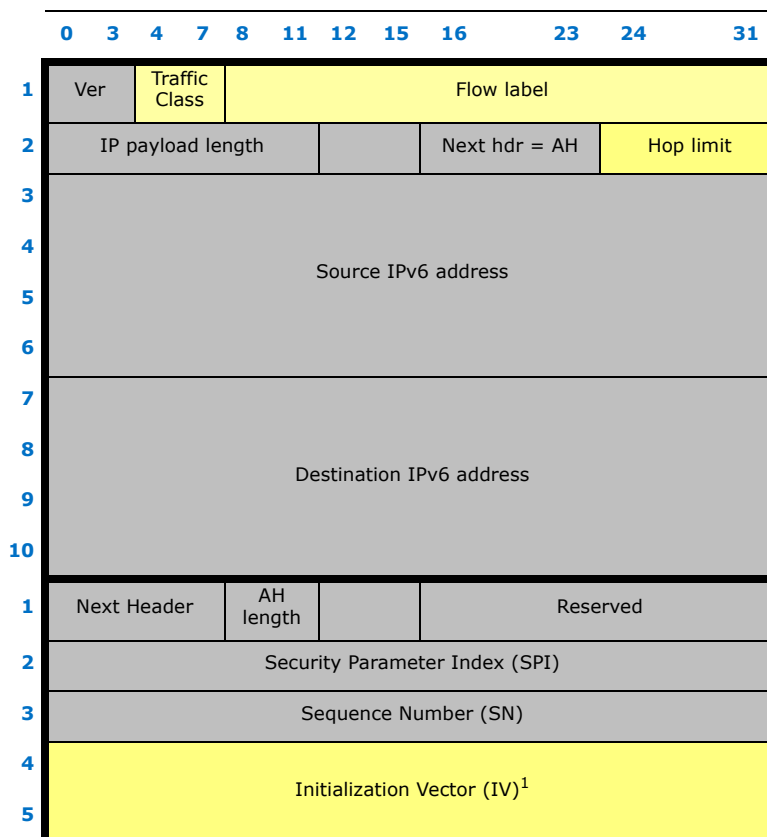 0 3 4 7 8 11 12 15 16 23 24 31
1 Ver Traffic Class Flow label
2 IP payload length Next hdr = AH Hop limit
3
4
Source IPv6 address
5
6
7
8
Destination IPv6 address
9
10
1 Next Header AH length Reserved
2 Security Parameter Index (SPI)
3 Sequence Number (SN)
4
Initialization Vector (IV)1
5